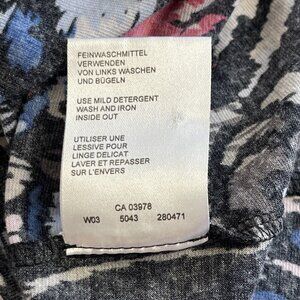 FEINWASCHMITTEL
VERWENDEN
VON LINKS WASCHEN
UND BÜGELN
USE MILD DETERGENT
WASH AND IRON
INSIDE OUT
UTILISER UNE
LESSIVE POUR
LINGE DELICAT
LAVER ET REPASSER
SUR L'ENVERS
CA 03978
W03 5043 280471